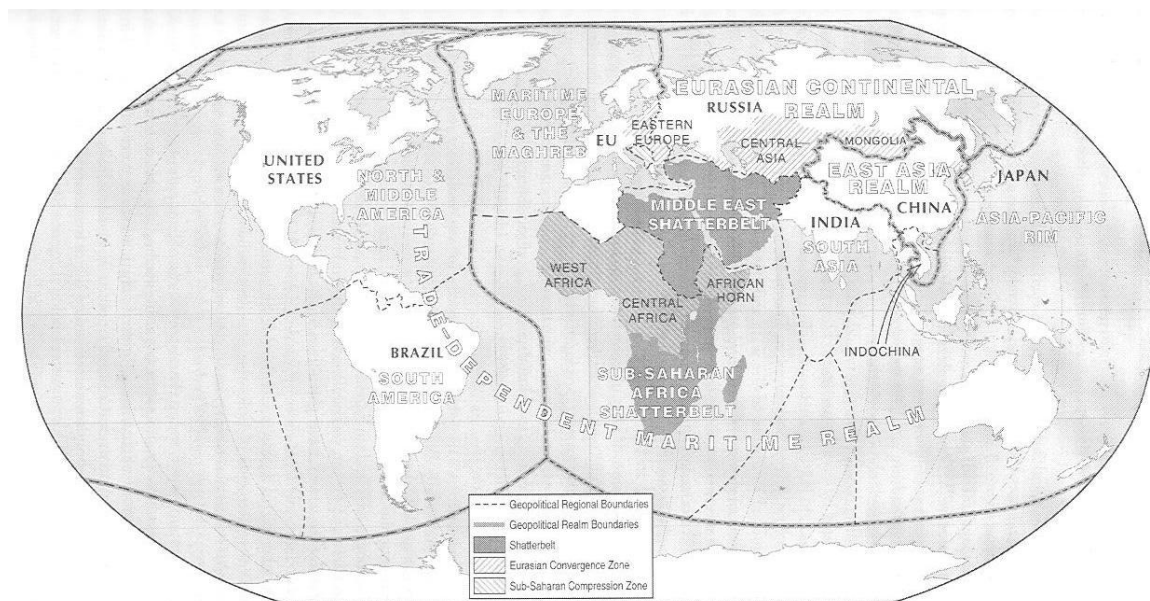 EURASIAN CONTINENTAL
REALM
RUSSIA
MARITIME
EUROPE
& THE
MAGHREB
EU
EASTERN
EUROPE
CENTRAL
ASIA
MONGOLIA
UNITED
STATES
NORTH &
MIDDLE
AMERICA
EAST ASIA
REALM
CHINA
JAPAN
ASIA-PACIFIC
RIM
MIDDLE EAST
SHATTERBELT
INDIA
SOUTH
ASIA
WEST
AFRICA
CENTRAL
AFRICA
AFRICAN
HORN
INDOCHINA
BRAZIL
SOUTH
AMERICA
SUB-SAHARAN
AFRICA
SHATTERBELT
TRADE-DEPENDENT MARITIME REALM
Geopolitical Regional Boundaries
Geopolitical Realm Boundaries
Shatterbelt
Eurasian Convergence Zone
Sub-Saharan Compression Zone